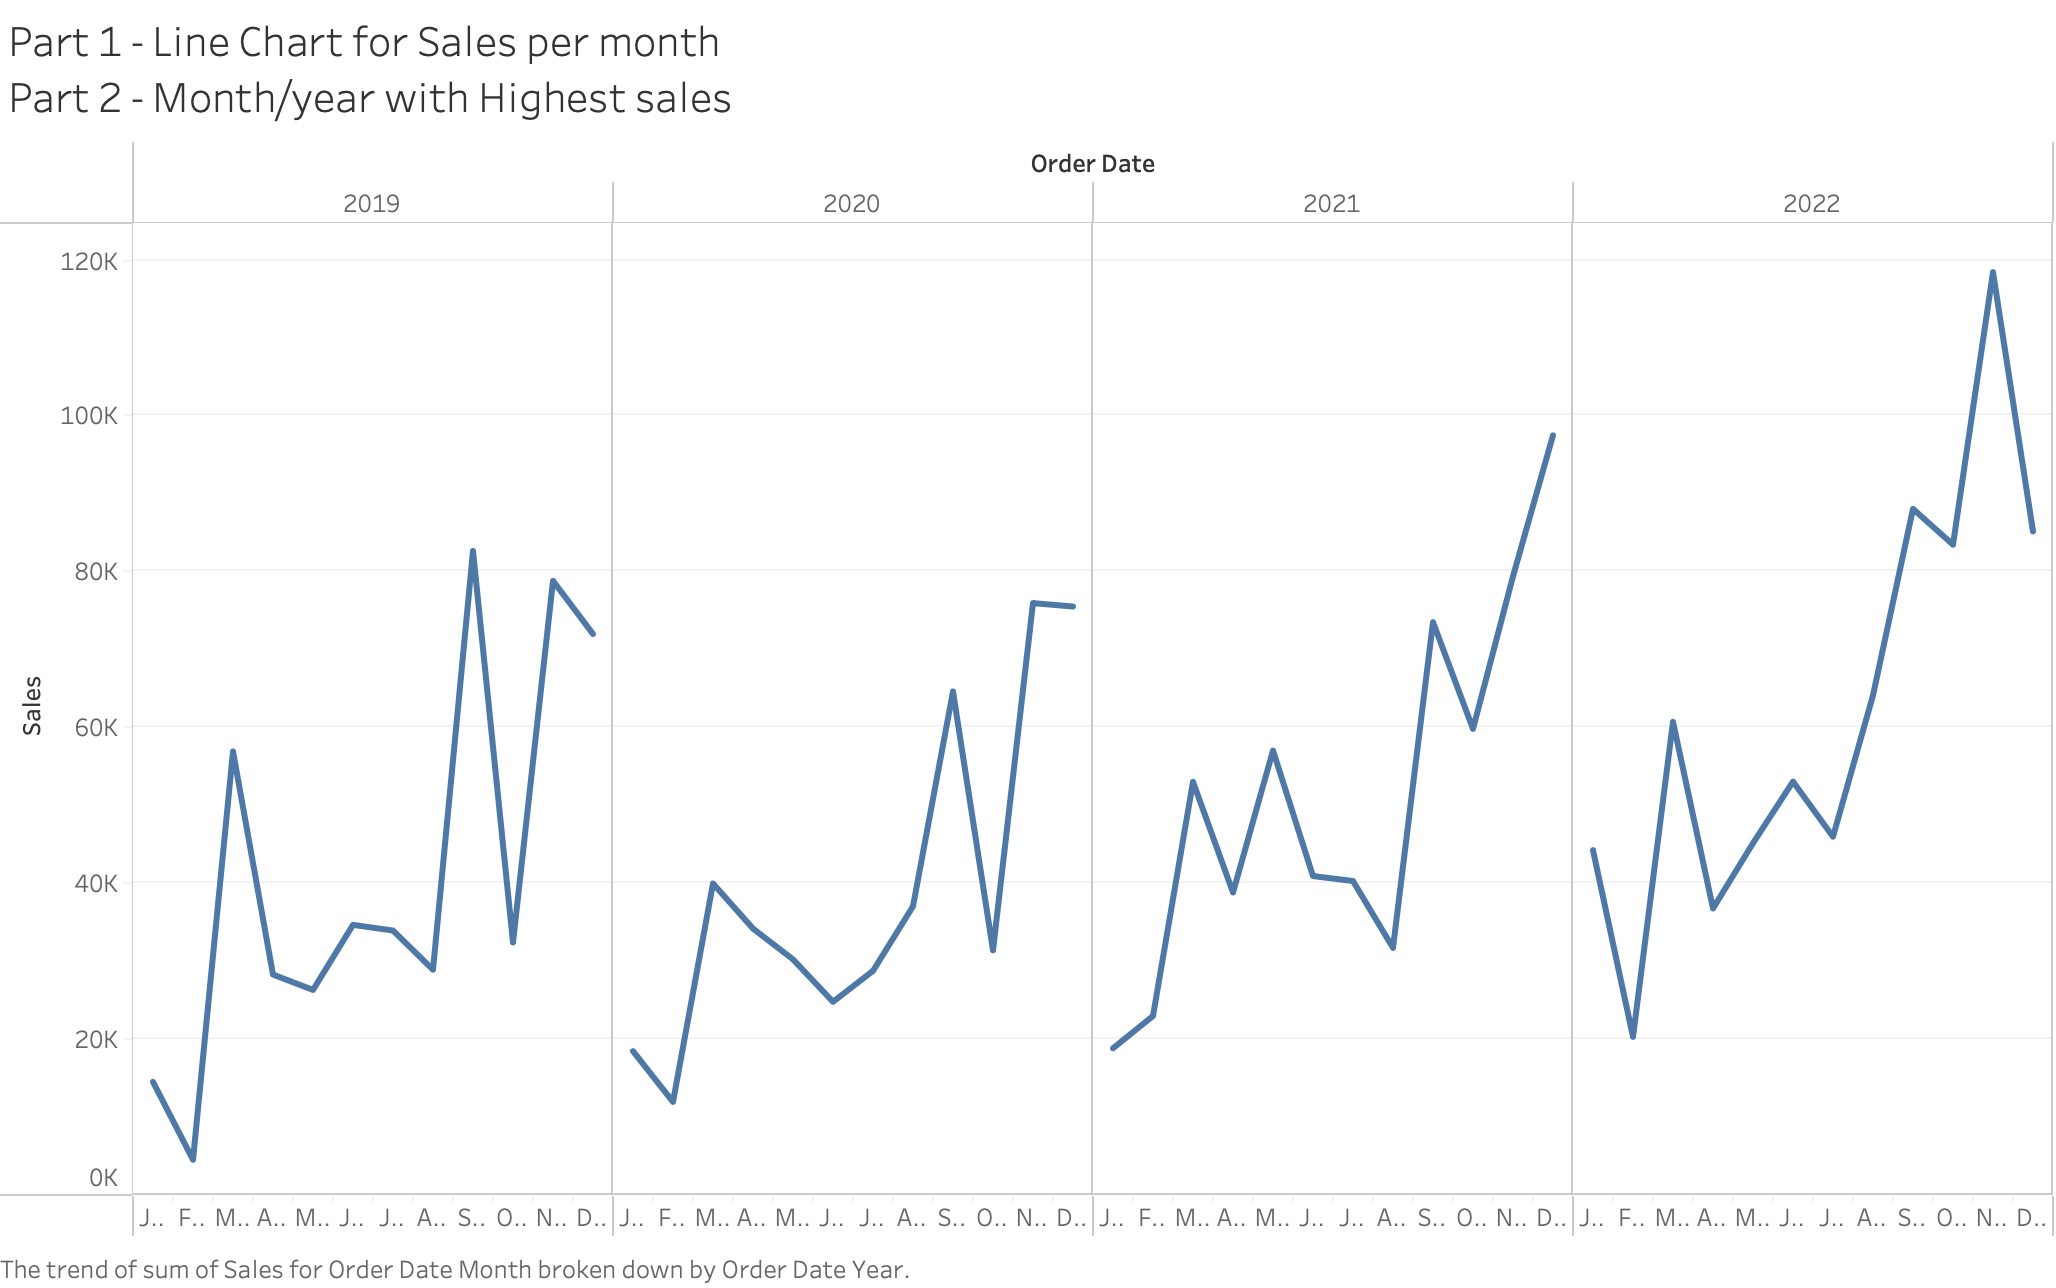 Part 1 - Line Chart for Sales per month
Part 2 - Month/year with Highest sales
Order Date
2019 2020 2021 2022
120K
100K
80K
60K
40K
20K
0K
Sales
J.. F.. M.. A.. M.. J.. J.. A.. S.. O.. N.. D.. J.. F.. M.. A.. M.. J.. J.. A.. S.. O.. N.. D.. J.. F.. M.. A.. M.. J.. J.. A.. S.. O.. N.. D.. J.. F.. M.. A.. M.. J.. J.. A.. S.. O.. N.. D..
The trend of sum of Sales for Order Date Month broken down by Order Date Year.